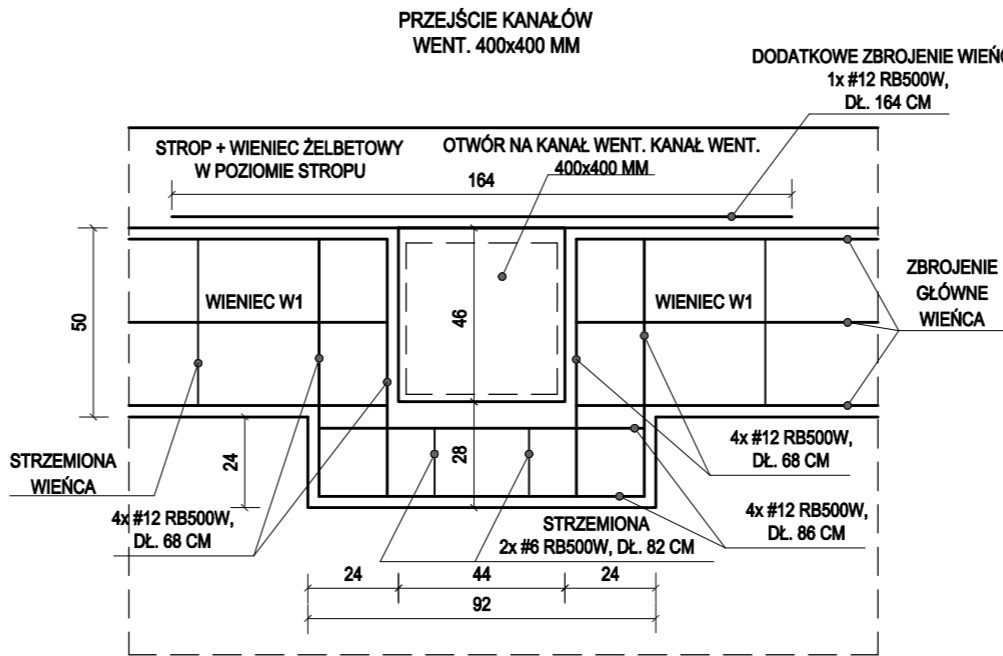 PRZEJŚCIE KANAŁÓW
WENT. 400x400 MM
DODATKOWE ZBROJENIE WIEŃC
1x #12 RB500W,
DŁ. 164 CM
STROP + WIENIEC ŻELBETOWY
W POZIOMIE STROPU
OTWÓR NA KANAŁ WENT. KANAŁ WENT.
400x400 MM
164
ZBROJENIE
GŁÓWNE
WIEŃCA
WIENIEC W1
WIENIEC W1
50
46
28
24
STRZEMIONA
WIEŃCA
4x #12 RB500W,
DŁ. 68 CM
4x #12 RB500W,
DŁ. 68 CM
4x #12 RB500W,
DŁ. 86 CM
STRZEMIONA
2x #6 RB500W, DŁ. 82 CM
24
44
24
92